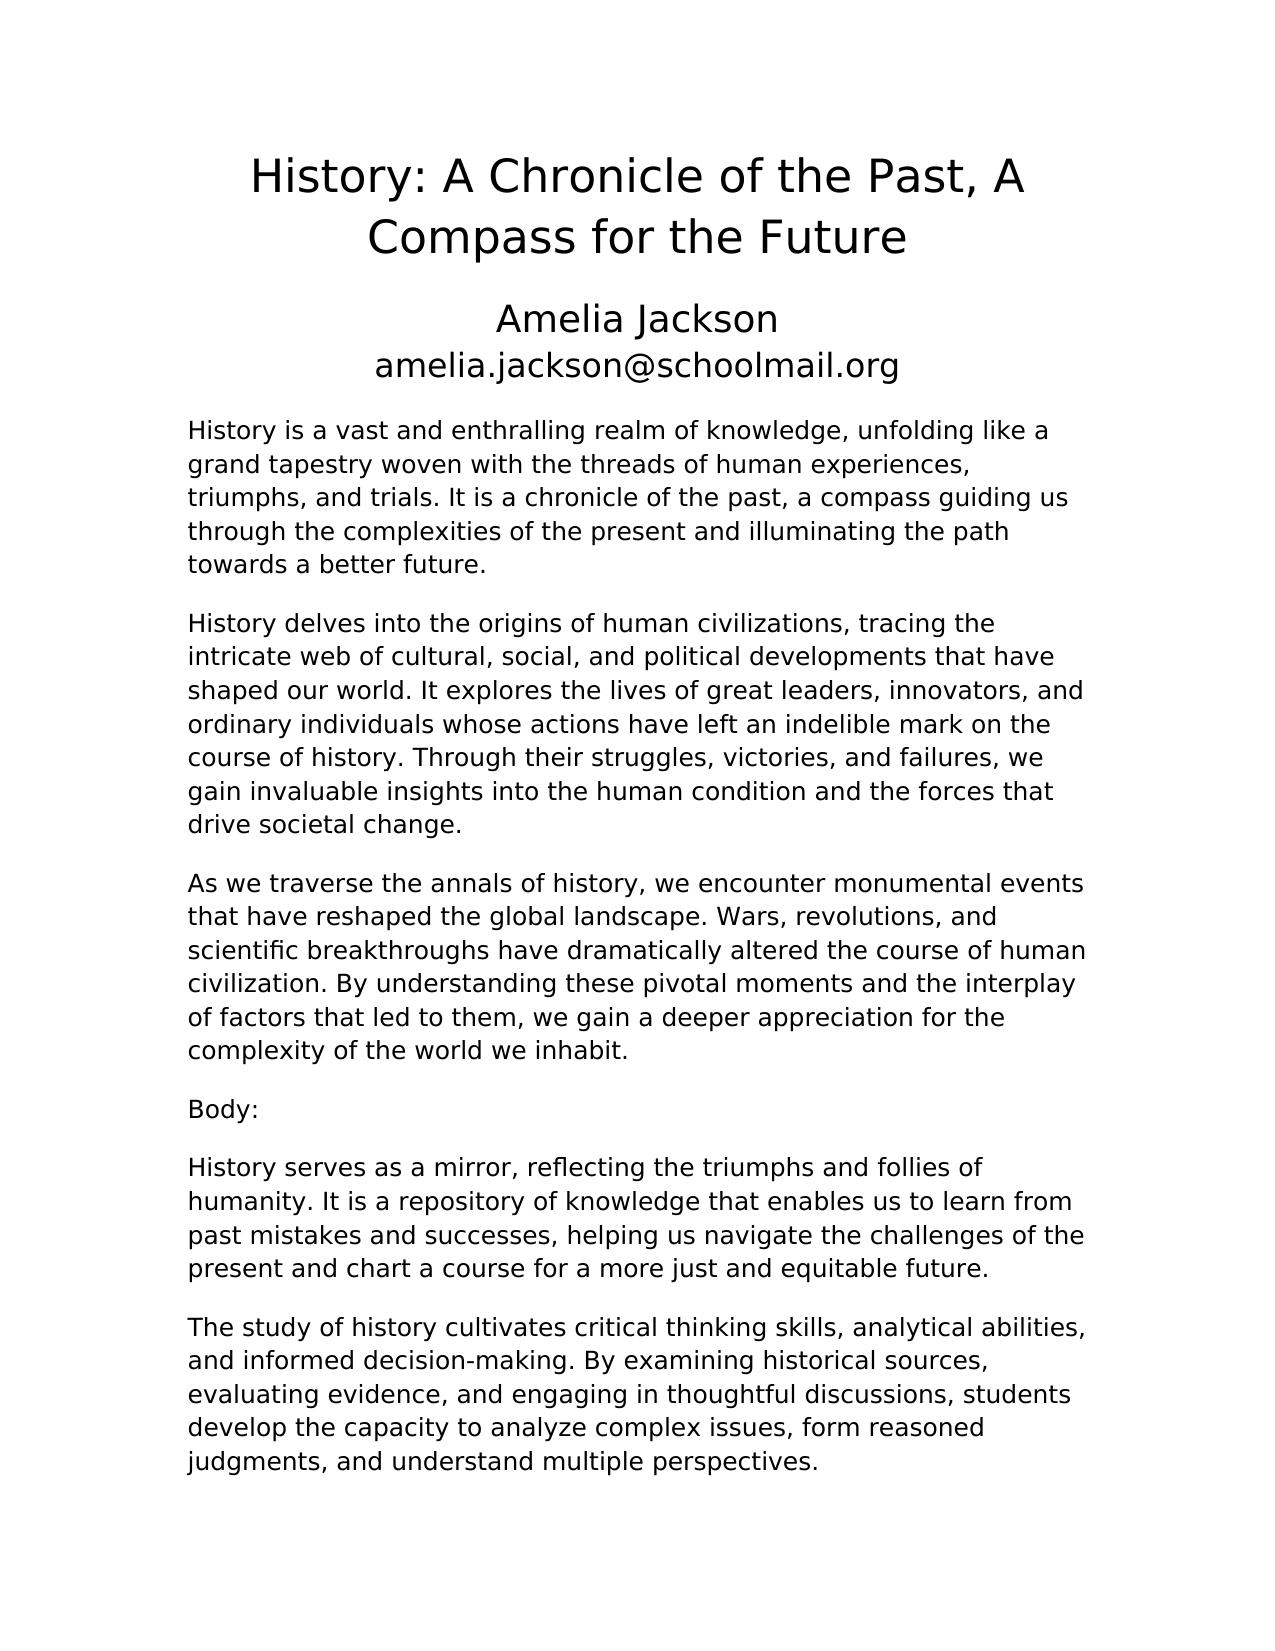 History: A Chronicle of the Past, A
Compass for the Future
Amelia Jackson
amelia.jackson@schoolmail.org
History is a vast and enthralling realm of knowledge, unfolding like a
grand tapestry woven with the threads of human experiences,
triumphs, and trials. It is a chronicle of the past, a compass guiding us
through the complexities of the present and illuminating the path
towards a better future.
History delves into the origins of human civilizations, tracing the
intricate web of cultural, social, and political developments that have
shaped our world. It explores the lives of great leaders, innovators, and
ordinary individuals whose actions have left an indelible mark on the
course of history. Through their struggles, victories, and failures, we
gain invaluable insights into the human condition and the forces that
drive societal change.
As we traverse the annals of history, we encounter monumental events
that have reshaped the global landscape. Wars, revolutions, and
scientific breakthroughs have dramatically altered the course of human
civilization. By understanding these pivotal moments and the interplay
of factors that led to them, we gain a deeper appreciation for the
complexity of the world we inhabit.
Body:
History serves as a mirror, reflecting the triumphs and follies of
humanity. It is a repository of knowledge that enables us to learn from
past mistakes and successes, helping us navigate the challenges of the
present and chart a course for a more just and equitable future.
The study of history cultivates critical thinking skills, analytical abilities,
and informed decision-making. By examining historical sources,
evaluating evidence, and engaging in thoughtful discussions, students
develop the capacity to analyze complex issues, form reasoned
judgments, and understand multiple perspectives.